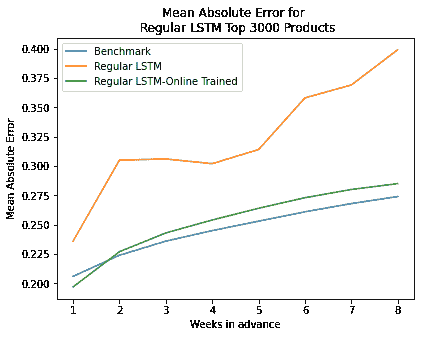 Mean Absolute Error for
Regular LSTM Top 3000 Products
Benchmark
Regular LSTM
Regular LSTM-Online Trained
Mean Absolute Error
0.400
0.375
0.350
0.325
0.300
0.275
0.250
0.225
0.200
1 2 3 4 5 6 7 8
Weeks in advance